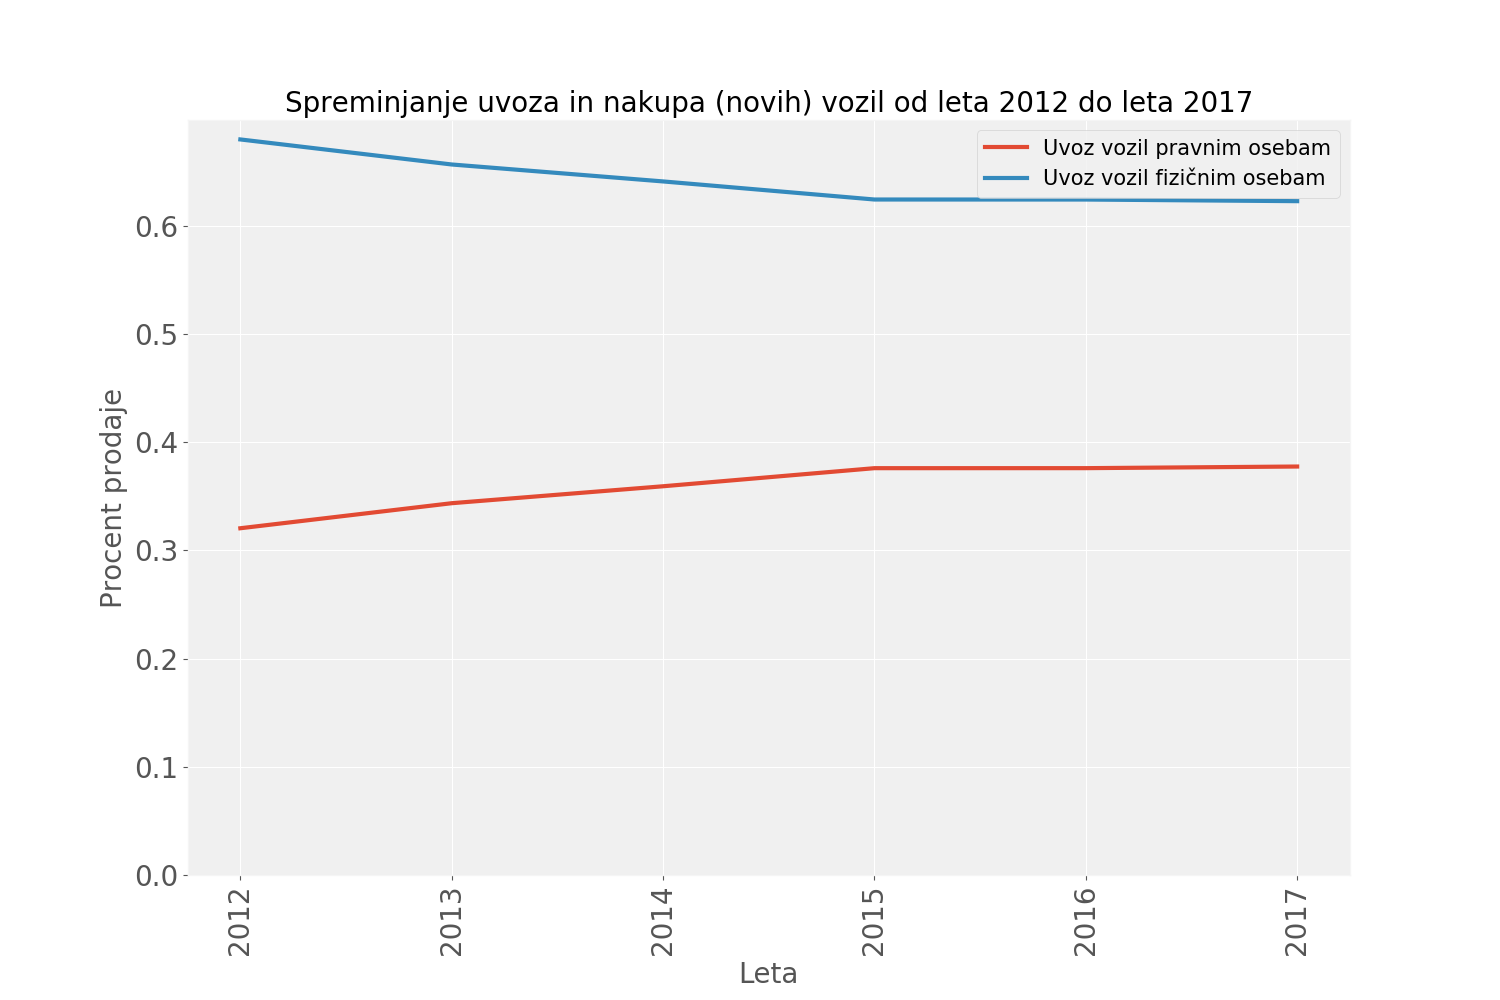 Spreminjanje uvoza in nakupa (novih) vozil od leta 2012 do leta 2017
Uvoz vozil pravnim osebam
Uvoz vozil fizičnim osebam
Procent prodaje
0.6
0.5
0.4
0.3
0.2
0.1
0.0
2012
2013
2014
2015
2016
2017
Leta